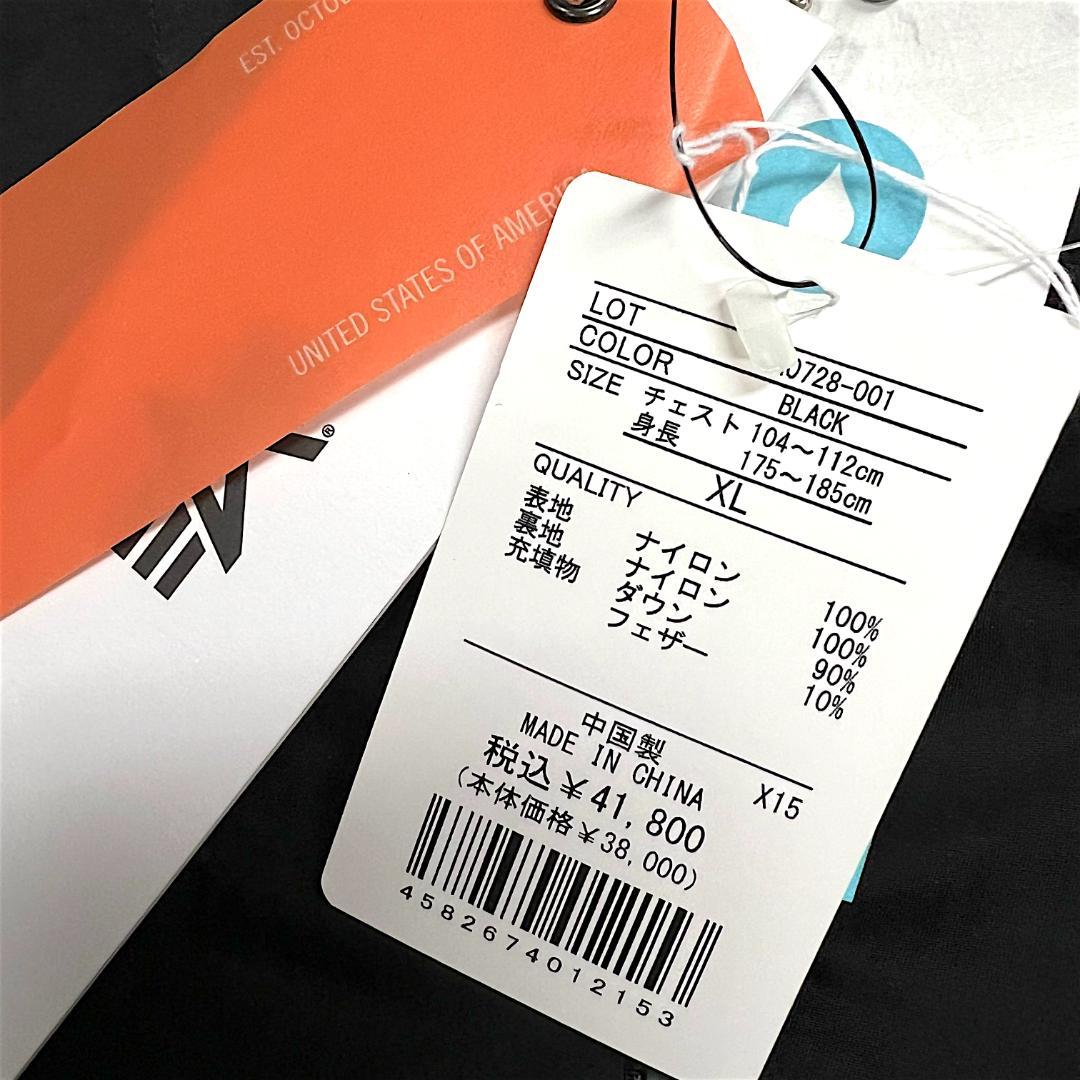 EST. OCTOB
UNITED STATES OF AMERICA
®
LOT 0728-001
COLOR BLACK
SIZE チェスト 104～112cm
身長 175～185cm
XL
QUALITY
表地 ナイロン 100%
裏地 ナイロン 100%
充填物 ダウン 90%
フェザー 10%
中国製
MADE IN CHINA X15
税込￥41,800
(本体価格￥38,000)
4582674012153